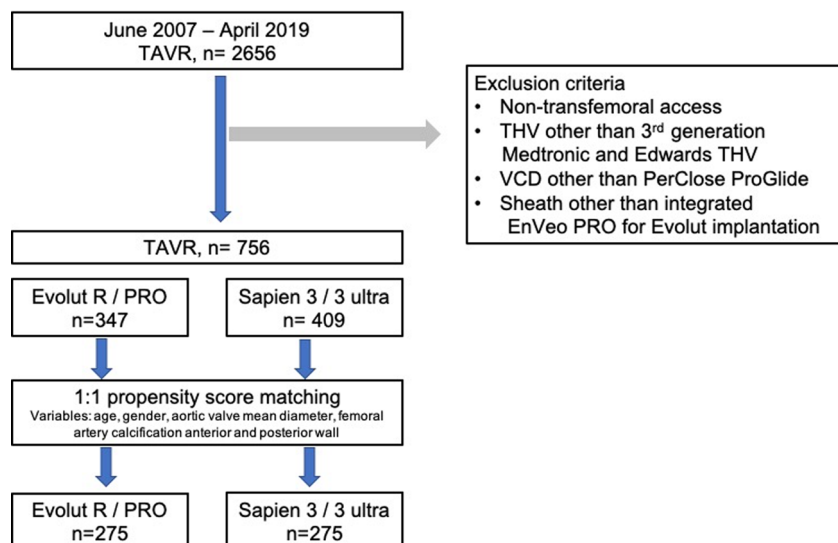 June 2007 – April 2019
TAVR, n= 2656
Exclusion criteria
• Non-transfemoral access
• THV other than 3rd generation
Medtronic and Edwards THV
• VCD other than PerClose ProGlide
• Sheath other than integrated
EnVeo PRO for Evolut implantation
TAVR, n= 756
Evolut R / PRO
n=347
Sapien 3 / 3 ultra
n= 409
1:1 propensity score matching
Variables: age, gender, aortic valve mean diameter, femoral
artery calcification anterior and posterior wall
Evolut R / PRO
n=275
Sapien 3 / 3 ultra
n=275